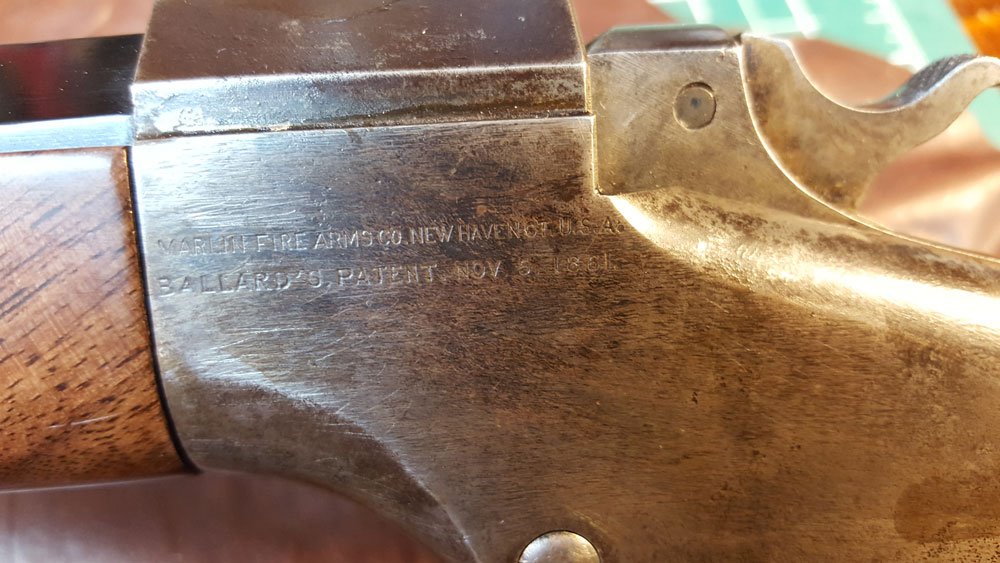 MARLIN FIRE ARMS CO. NEW HAVEN CT. U.S.A.
BALLARD'S. PATENT. NOV. 5. 1861.